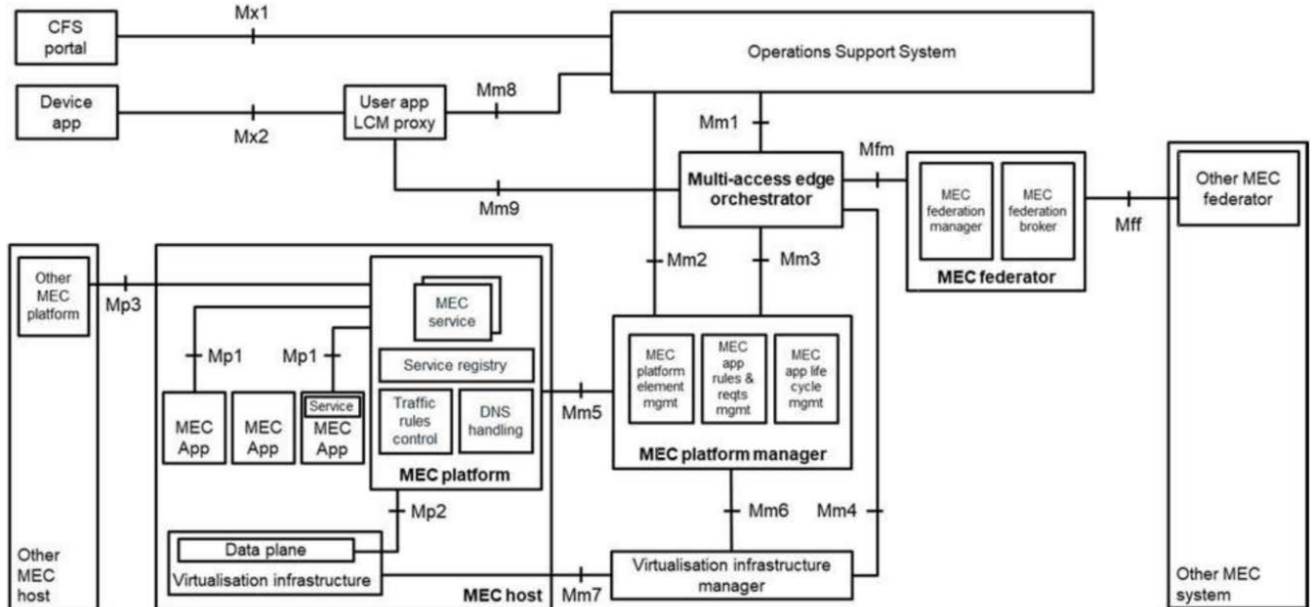 CFS
portal
Mx1
Operations Support System
Device
app
Mx2
User app
LCM proxy
Mm8
Mm1
Mm9
Multi-access edge
orchestrator
Mfm
MEC
federation
manager
MEC
federation
broker
MEC federator
Mff
Other MEC
federator
Mm2
Mm3
Other
MEC
platform
Mp3
MEC
service
Mp1
Mp1
Service registry
Traffic
rules
control
DNS
handling
MEC platform
MEC
App
MEC
App
Service
MEC
App
Mm5
MEC
platform
element
mgmt
MEC
app
rules &
reqts
mgmt
MEC
app life
cycle
mgmt
MEC platform manager
Mp2
Mm6
Mm4
Data plane
Virtualisation infrastructure
MEC host
Mm7
Virtualisation infrastructure
manager
Other
MEC
host
Other MEC
system